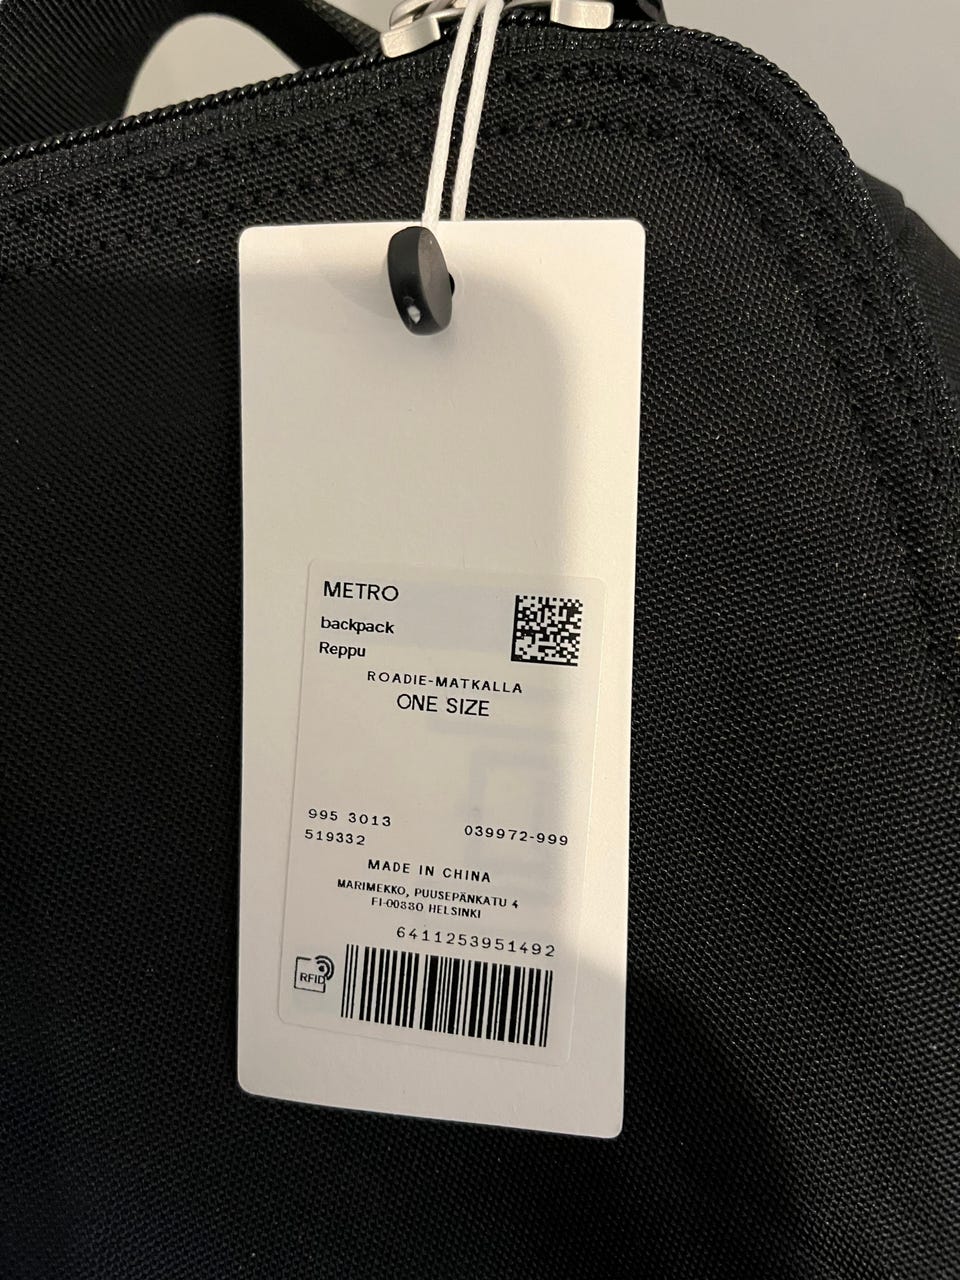 METRO
backpack
Reppu
ROADIE-MATKALLA
ONE SIZE
995 3013
519332
039972-999
MADE IN CHINA
MARIMEKKO, PUUSEPÄNKATU 4
FI-00880 HELSINKI
6411253951492
RFID